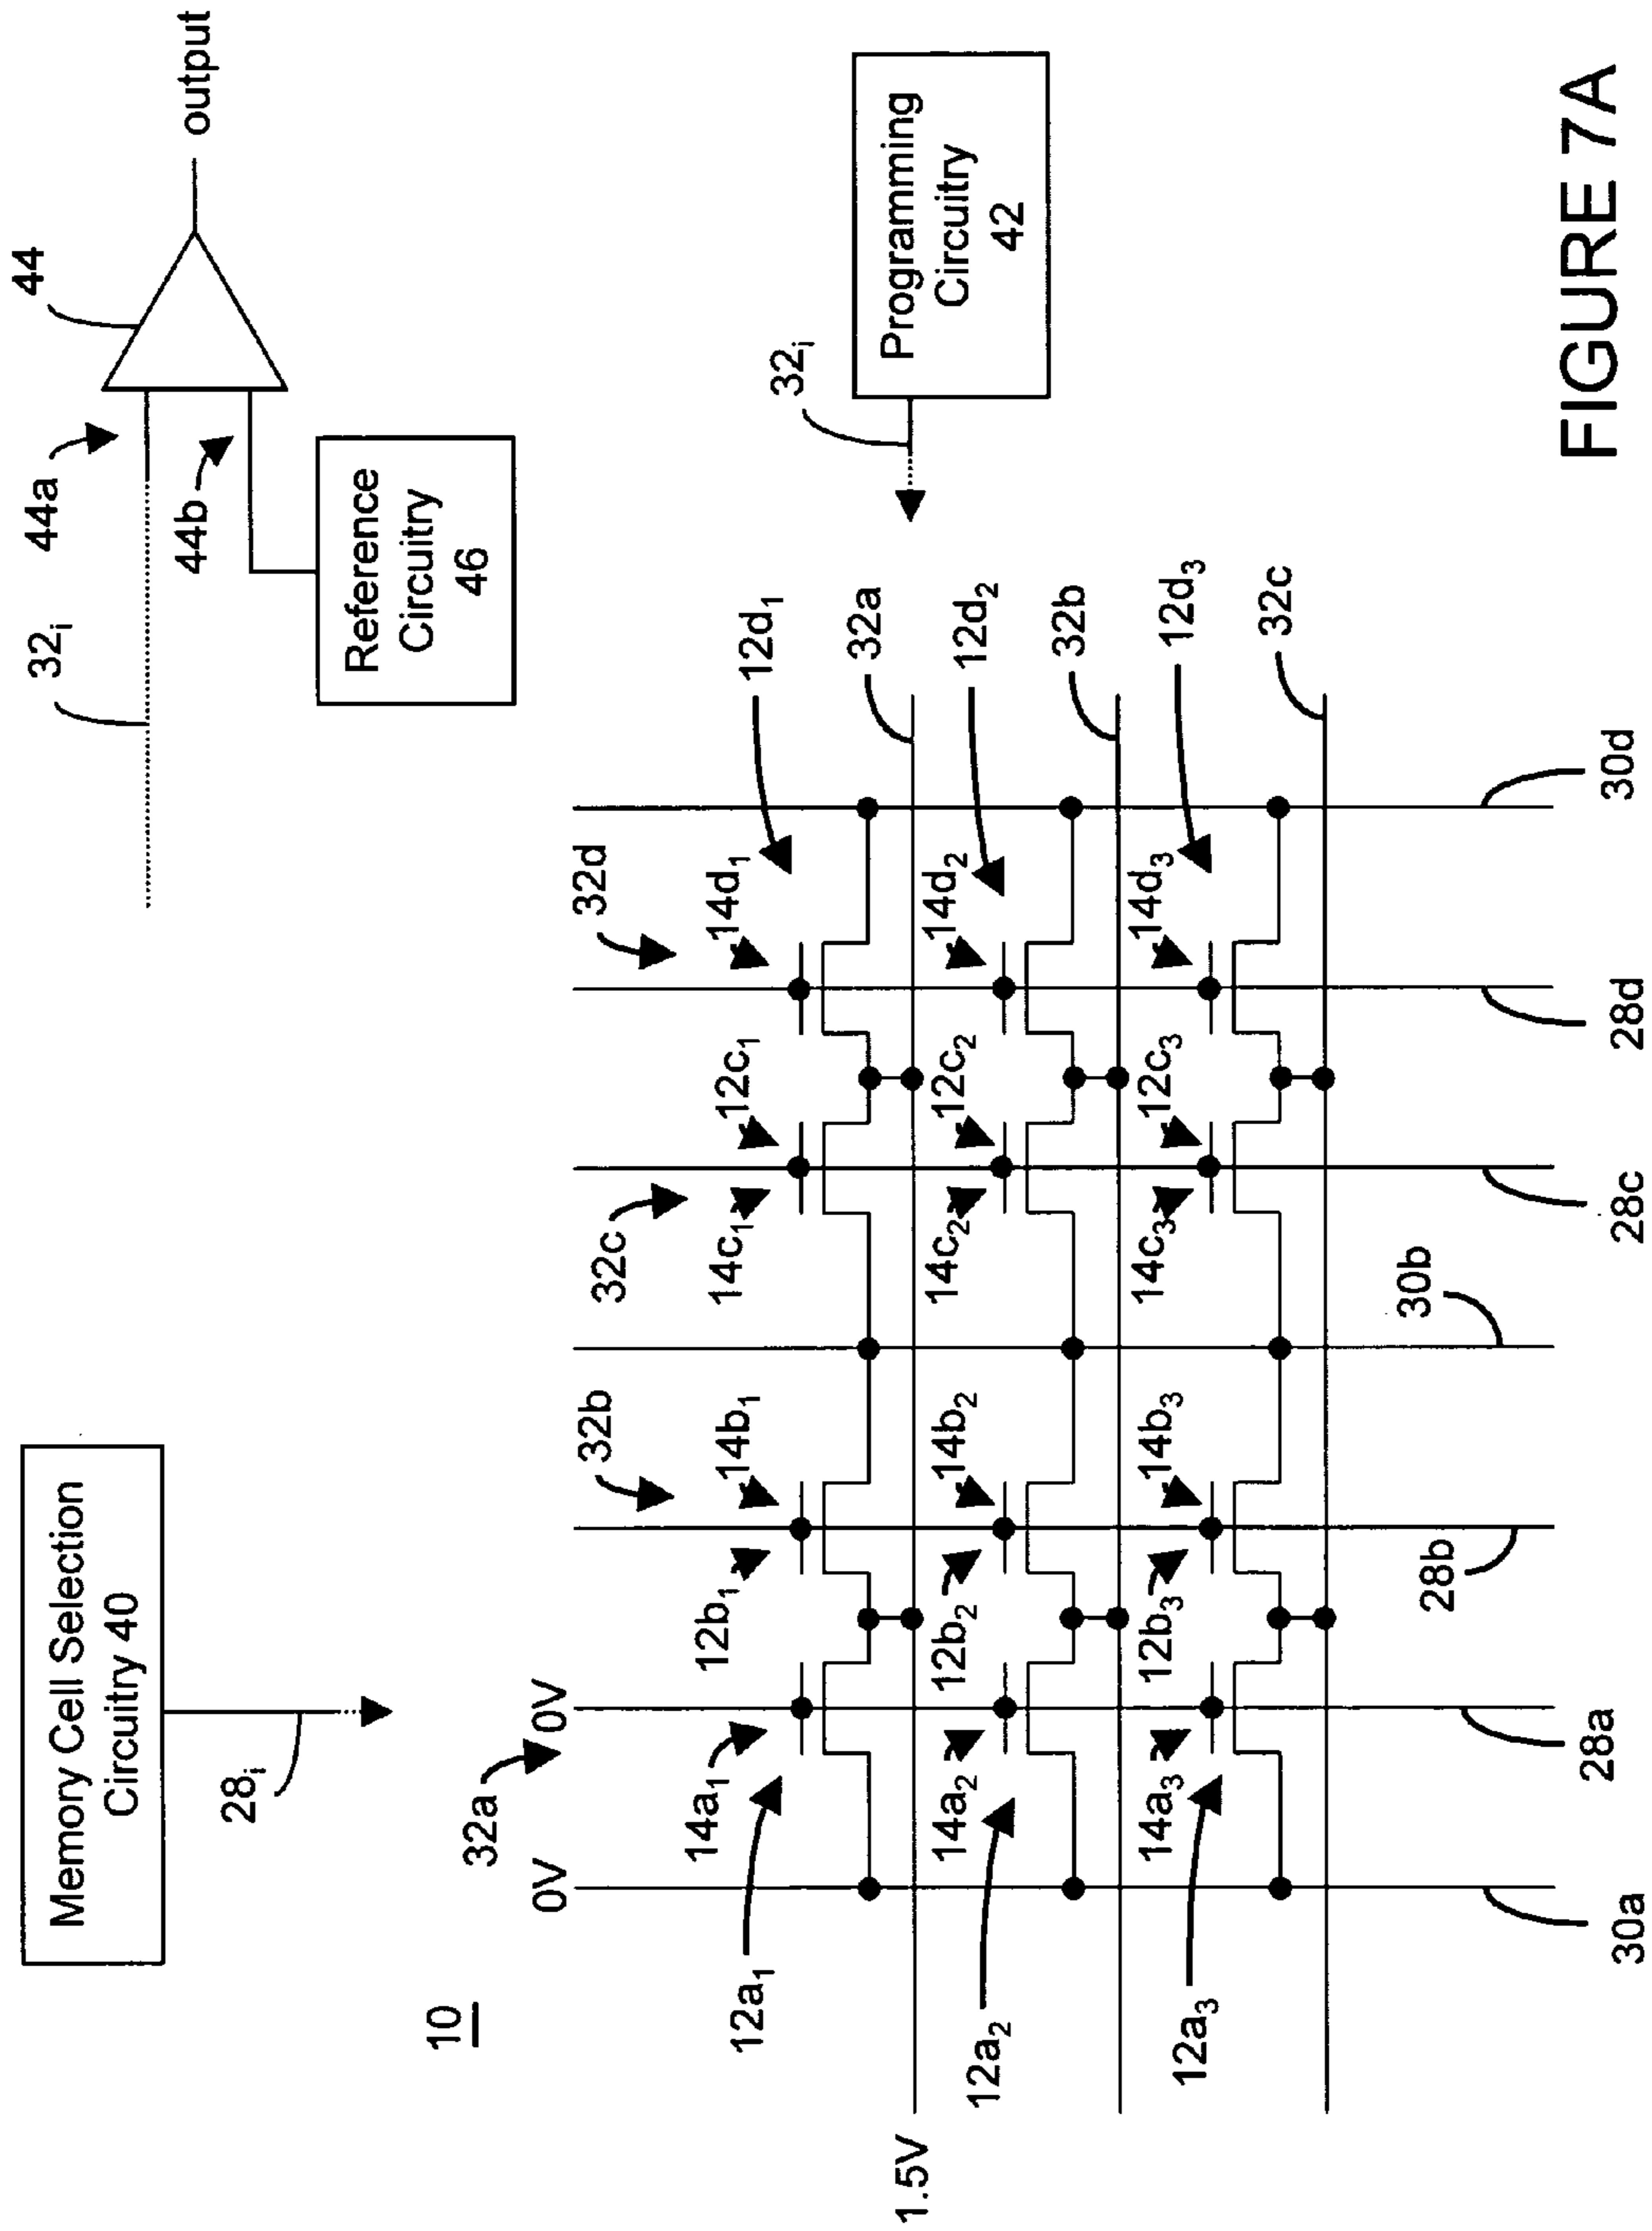 Memory Cell Selection
Circuitry 40
28i
10
44
output
44a
32i
44b
Reference
Circuitry
46
Programming
Circuitry
42
32i
0V
32a
0V
32b
32c
32d
12a1
14a1
12b1
14b1
14c1
12c1
14d1
12d1
1.5V
32a
12a2
14a2
12b2
14b2
14c2
12c2
14d2
12d2
32b
12a3
14a3
12b3
14b3
14c3
12c3
14d3
12d3
32c
30a
28a
28b
30b
28c
28d
30d
FIGURE 7A